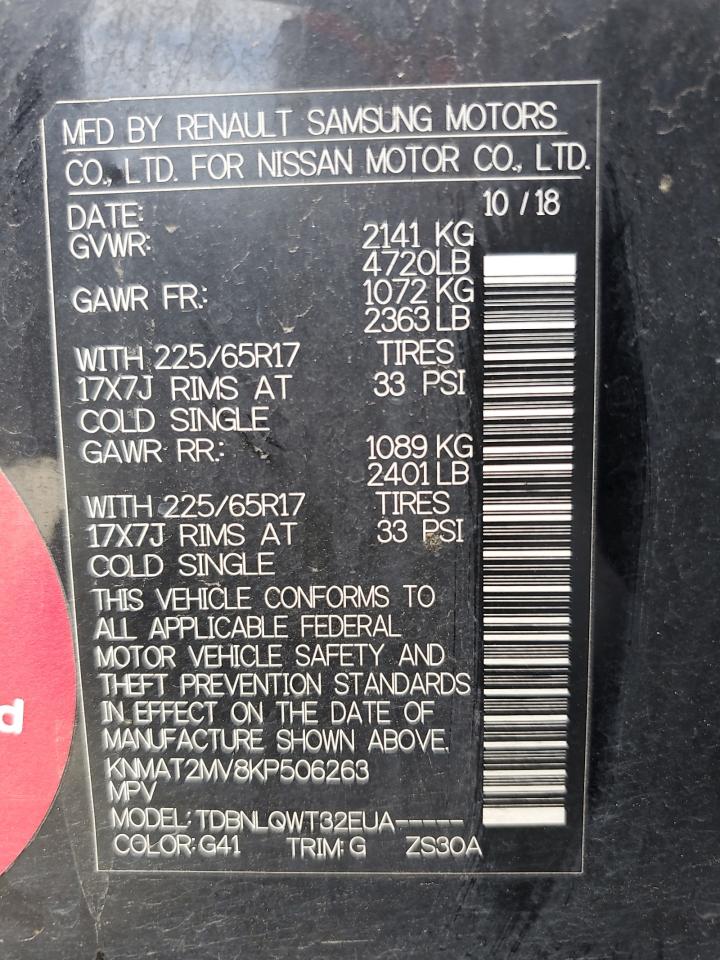 MFD BY RENAULT SAMSUNG MOTORS
CO., LTD. FOR NISSAN MOTOR CO., LTD.
DATE: 10 / 18
GVWR: 2141 KG
4720LB
GAWR FR.: 1072 KG
2363 LB
WITH 225/65R17 TIRES
17X7J RIMS AT 33 PSI
COLD SINGLE
GAWR RR.: 1089 KG
2401 LB
WITH 225/65R17 TIRES
17X7J RIMS AT 33 PSI
COLD SINGLE
THIS VEHICLE CONFORMS TO
ALL APPLICABLE FEDERAL
MOTOR VEHICLE SAFETY AND
THEFT PREVENTION STANDARDS
IN EFFECT ON THE DATE OF
MANUFACTURE SHOWN ABOVE.
KNMAT2MV8KP506263
MPV
MODEL: TDBNLQWT32EUA-----
COLOR: G41 TRIM: G ZS30A